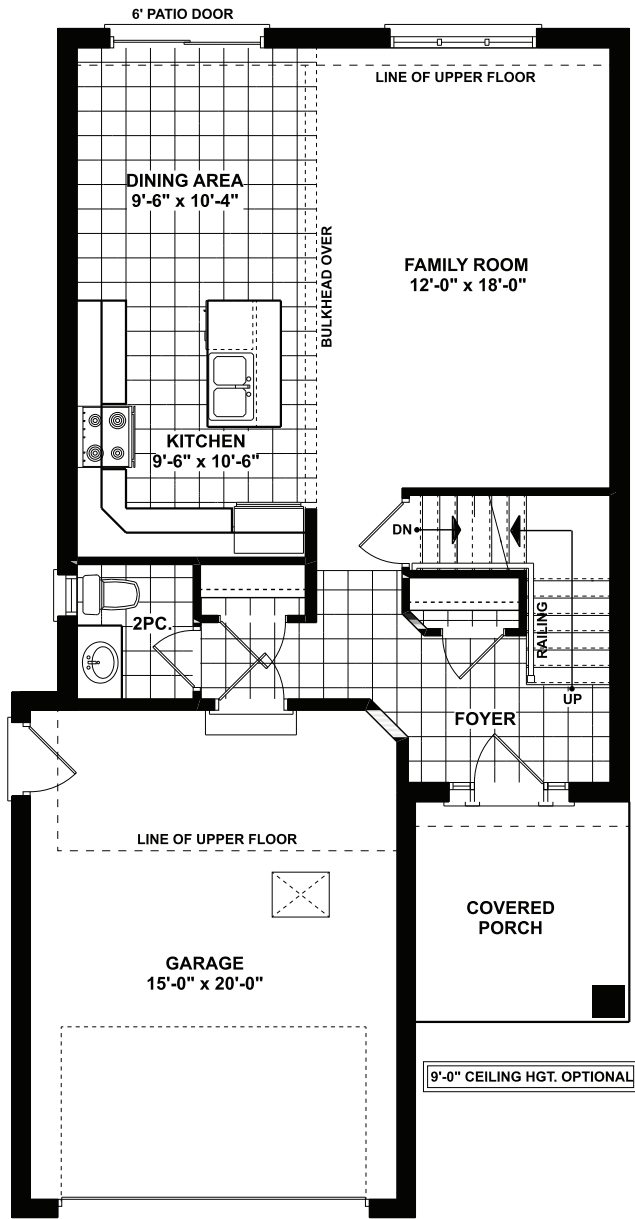 6' PATIO DOOR
LINE OF UPPER FLOOR
DINING AREA
9'-6" x 10'-4"
BULKHEAD OVER
FAMILY ROOM
12'-0" x 18'-0"
KITCHEN
9'-6" x 10'-6"
DN
2PC.
RAILING
UP
FOYER
LINE OF UPPER FLOOR
COVERED
PORCH
GARAGE
15'-0" x 20'-0"
9'-0" CEILING HGT. OPTIONAL